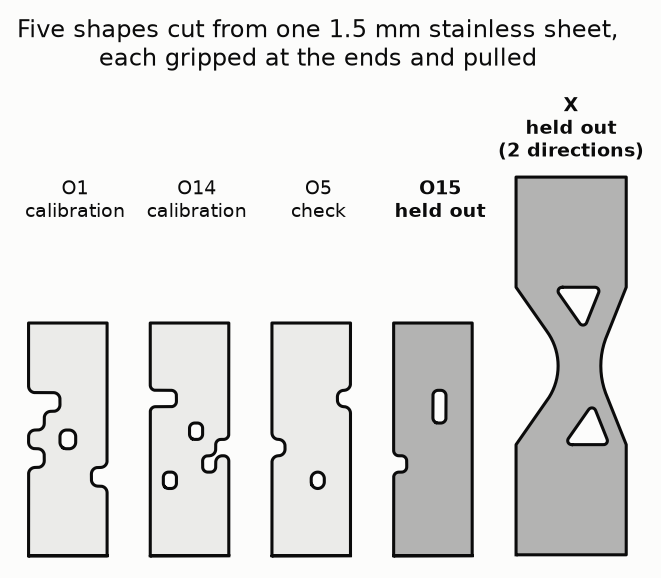 Five shapes cut from one 1.5 mm stainless sheet,
each gripped at the ends and pulled
X
held out
(2 directions)
O1
calibration
O14
calibration
O5
check
O15
held out